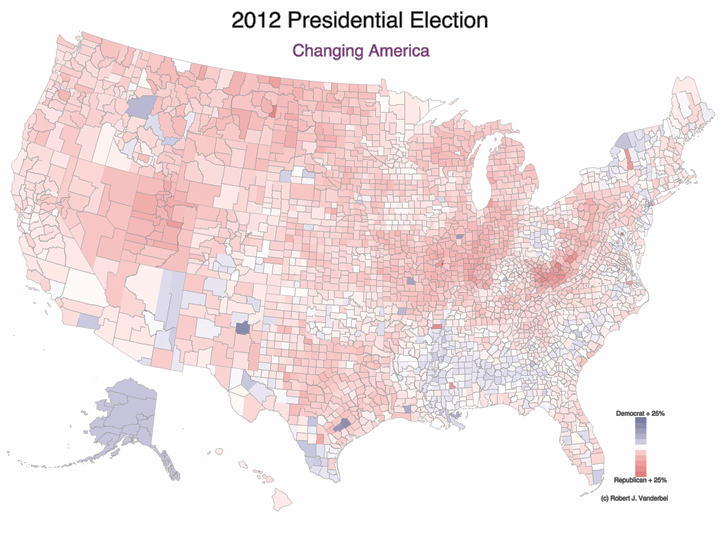 2012 Presidential Election
Changing America
Democrat + 25%
Republican + 25%
(c) Robert J. Vanderbei